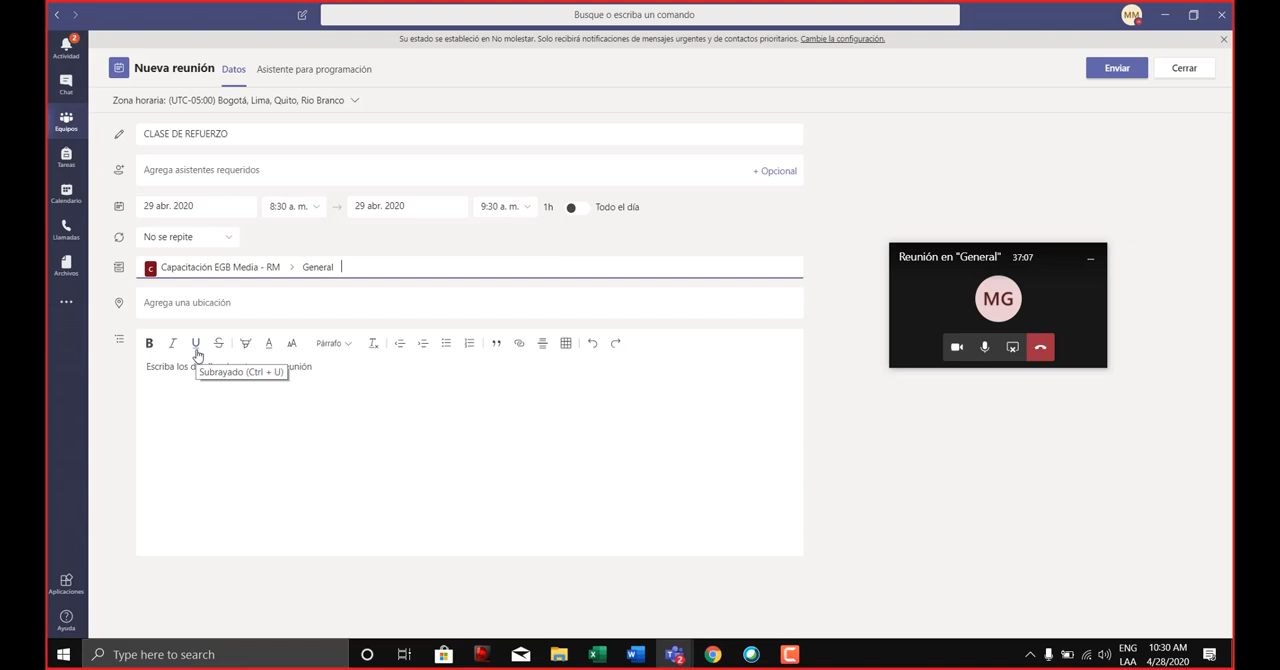 Busque o escriba un comando
MM
Su estado se estableció en No molestar. Solo recibirá notificaciones de mensajes urgentes y de contactos prioritarios. Cambie la configuración.
2
Actividad
Chat
Equipos
Tareas
Calendario
Llamadas
Archivos
Aplicaciones
Ayuda
Nueva reunión Datos Asistente para programación
Enviar Cerrar
Zona horaria: (UTC-05:00) Bogotá, Lima, Quito, Rio Branco
CLASE DE REFUERZO
Agrega asistentes requeridos + Opcional
29 abr. 2020 8:30 a. m. → 29 abr. 2020 9:30 a. m. 1h Todo el día
No se repite
c Capacitación EGB Media - RM > General
Agrega una ubicación
B I U S A AA Párrafo
Escriba los
Subrayado (Ctrl + U)
Reunión en "General" 37:07
MG
Type here to search
2
ENG 10:30 AM
LAA 4/28/2020